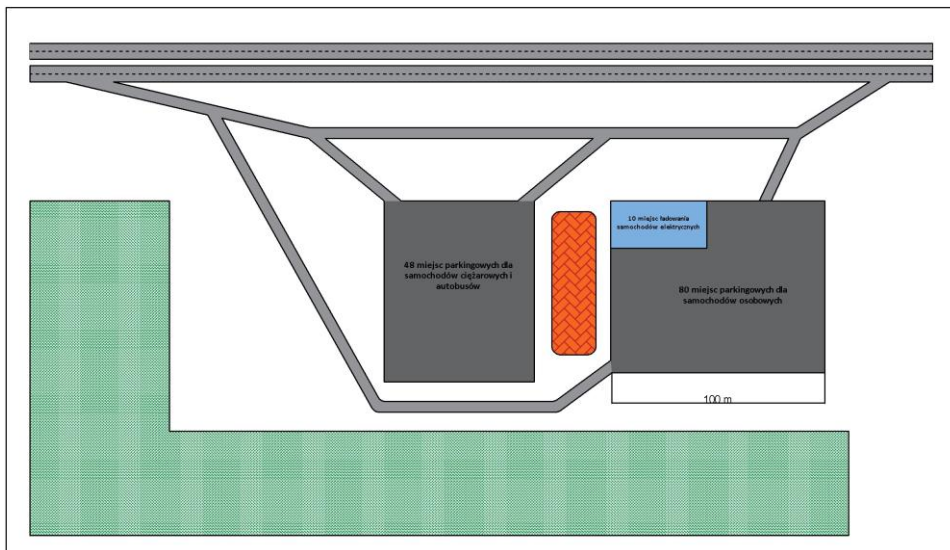 10 miejsc ładowania
samochodów elektrycznych
48 miejsc parkingowych dla
samochodów ciężarowych i
autobusów
80 miejsc parkingowych dla
samochodów osobowych
100 m